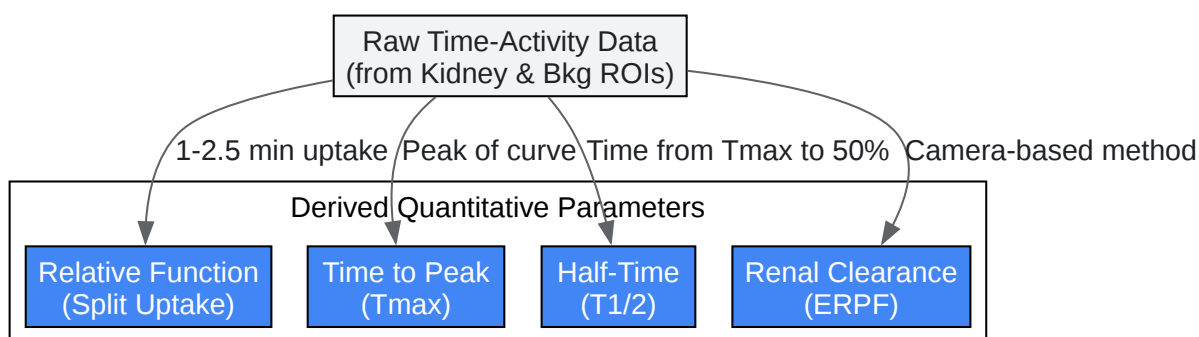 Raw Time-Activity Data
(from Kidney & Bkg ROIs)
1-2.5 min uptake
Peak of curve
Time from Tmax to 50%
Camera-based method
Derived Quantitative Parameters
Relative Function
(Split Uptake)
Time to Peak
(Tmax)
Half-Time
(T1/2)
Renal Clearance
(ERPF)